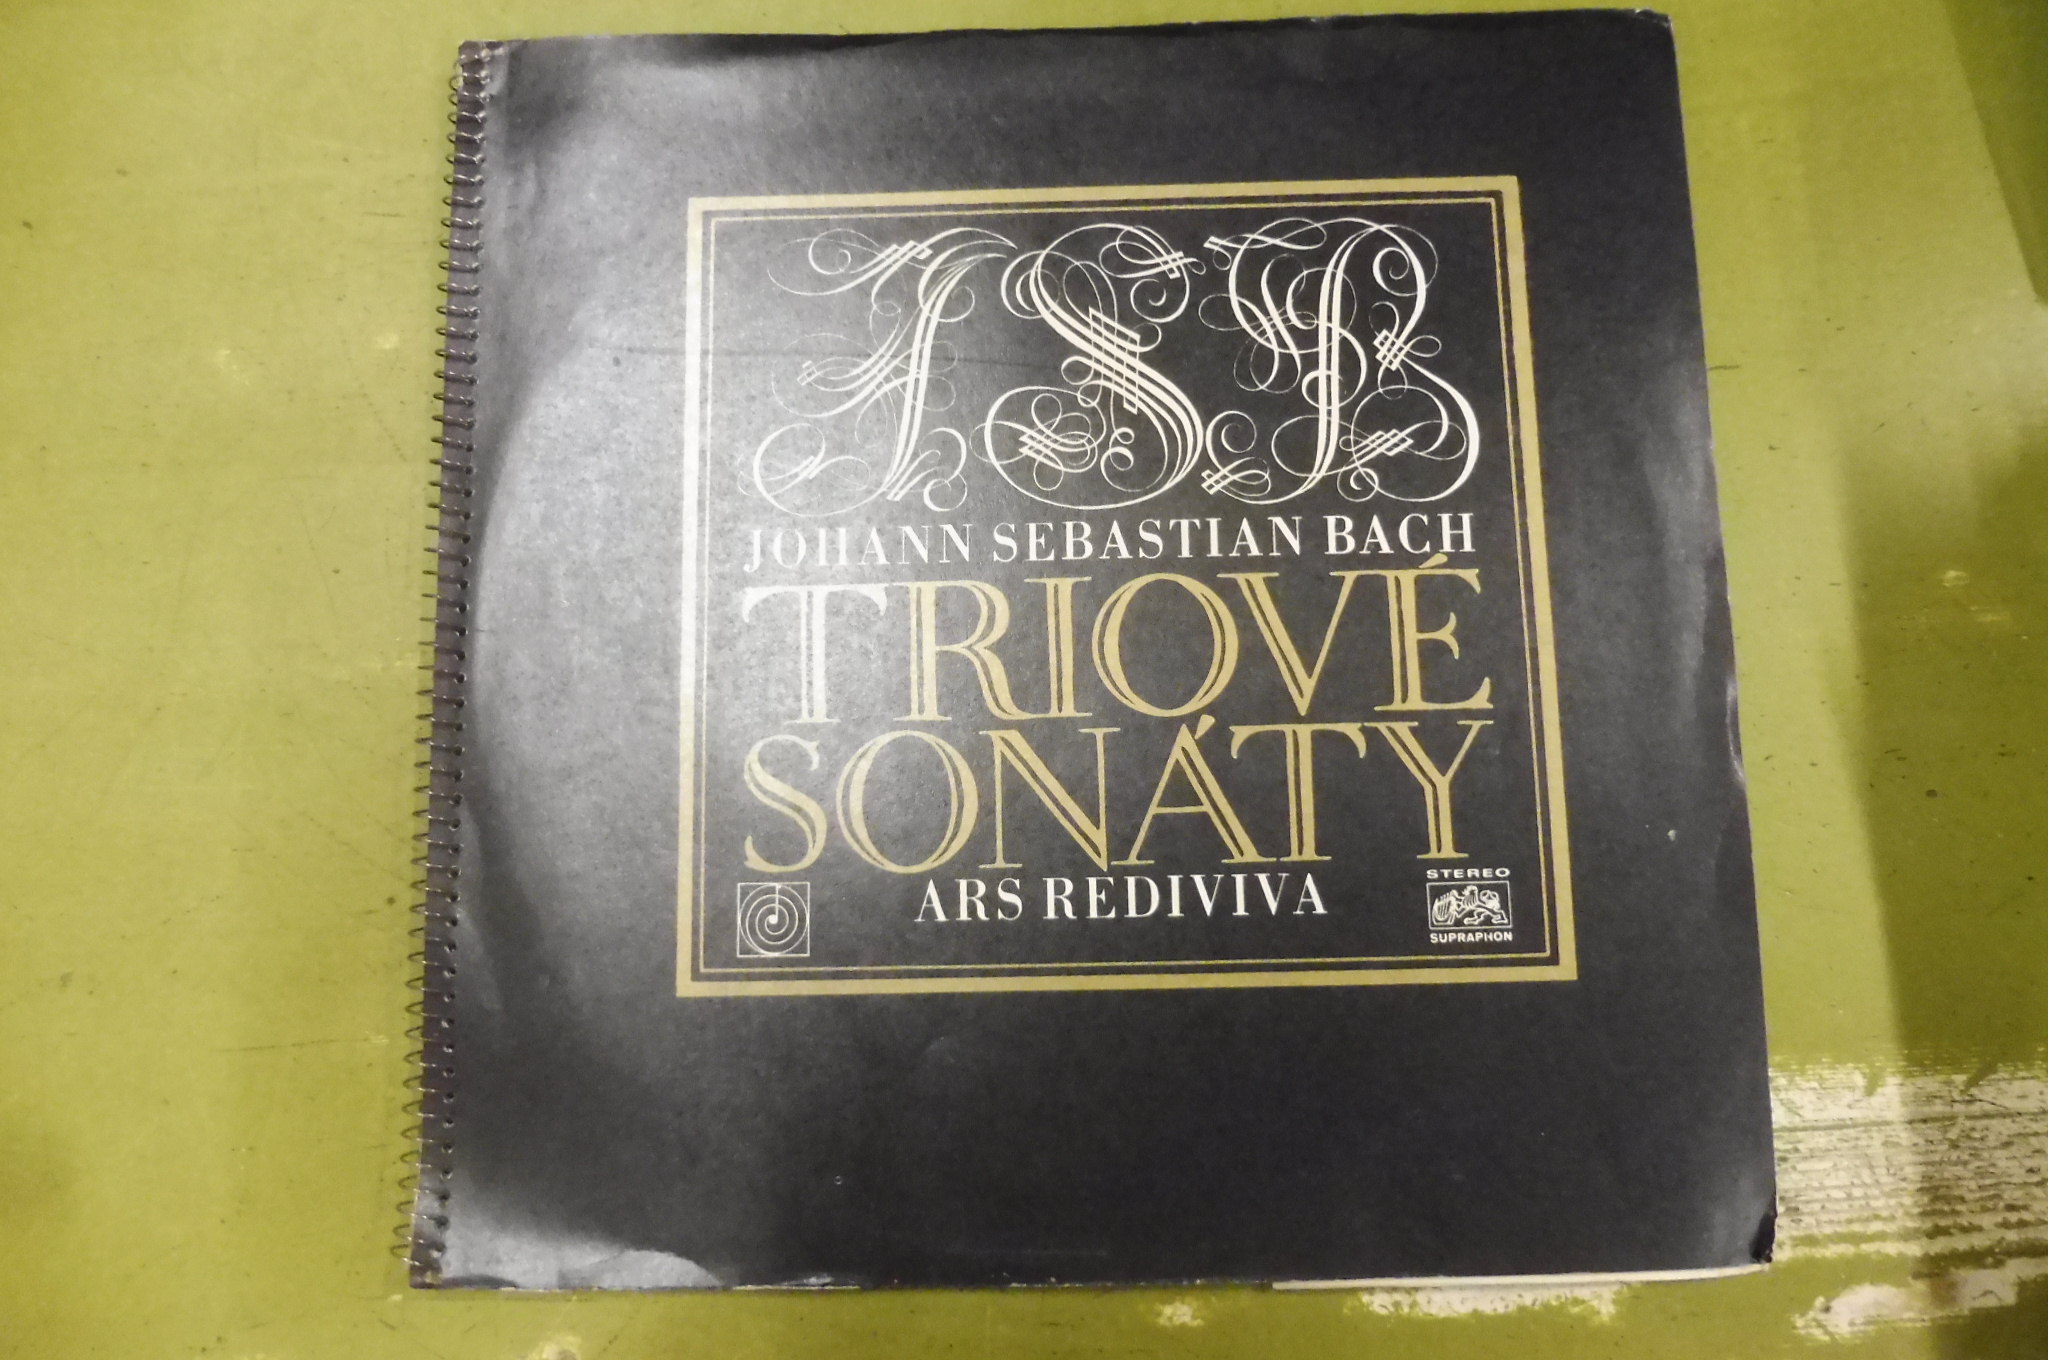 JSB
JOHANN SEBASTIAN BACH
TRIOVÉ
SONÁTY
ARS REDIVIVA
STEREO
SUPRAPHON